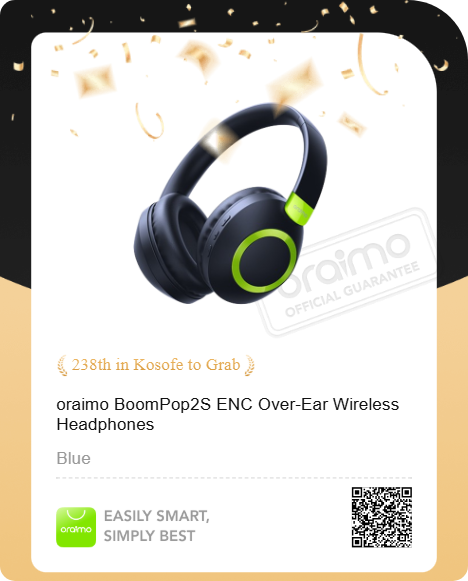 oraimo
OFFICIAL GUARANTEE
238th in Kosofe to Grab
oraimo BoomPop2S ENC Over-Ear Wireless
Headphones
Blue
oraimo
EASILY SMART,
SIMPLY BEST